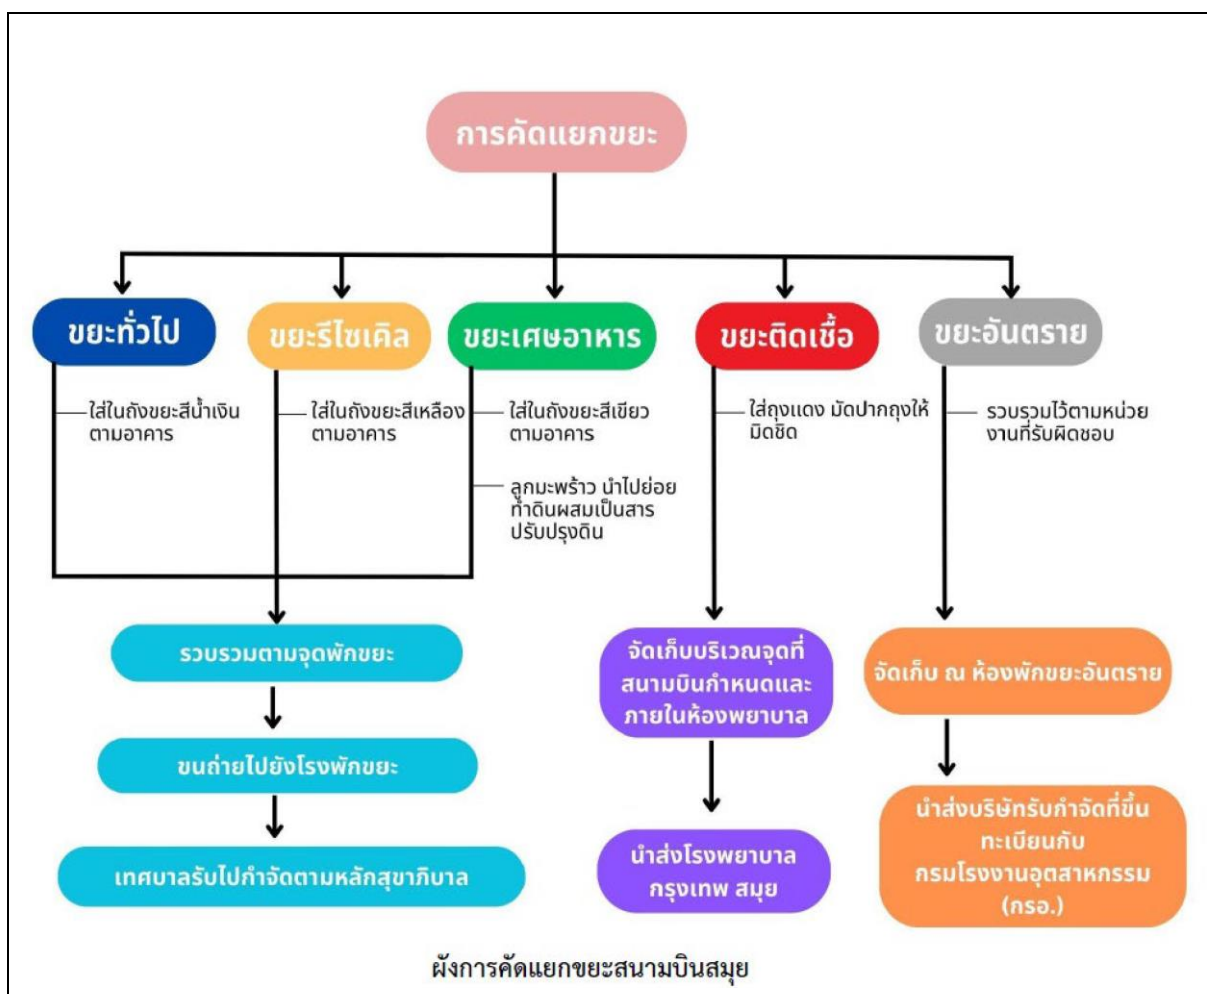 การคัดแยกขยะ
ขยะทั่วไป
ขยะรีไซเคิล
ขยะเศษอาหาร
ขยะติดเชื้อ
ขยะอันตราย
ใส่ในถังขยะสีน้ำเงิน
ตามอาคาร
ใส่ในถังขยะสีเหลือง
ตามอาคาร
ใส่ในถังขยะสีเขียว
ตามอาคาร
ลูกมะพร้าว นำไปย่อย
ทำดินผสมเป็นสาร
ปรับปรุงดิน
ใส่ถุงแดง มัดปากถุงให้
มิดชิด
รวบรวมไว้ตามหน่วย
งานที่รับผิดชอบ
รวบรวมตามจุดพักขยะ
ขนถ่ายไปยังโรงพักขยะ
เทศบาลรับไปกำจัดตามหลักสุขาภิบาล
จัดเก็บบริเวณจุดที่
สนามบินกำหนดและ
ภายในห้องพยาบาล
นำส่งโรงพยาบาล
กรุงเทพ สมุย
จัดเก็บ ณ ห้องพักขยะอันตราย
นำส่งบริษัทรับกำจัดที่ขึ้น
ทะเบียนกับ
กรมโรงงานอุตสาหกรรม
(กรอ.)
ผังการคัดแยกขยะสนามบินสมุย